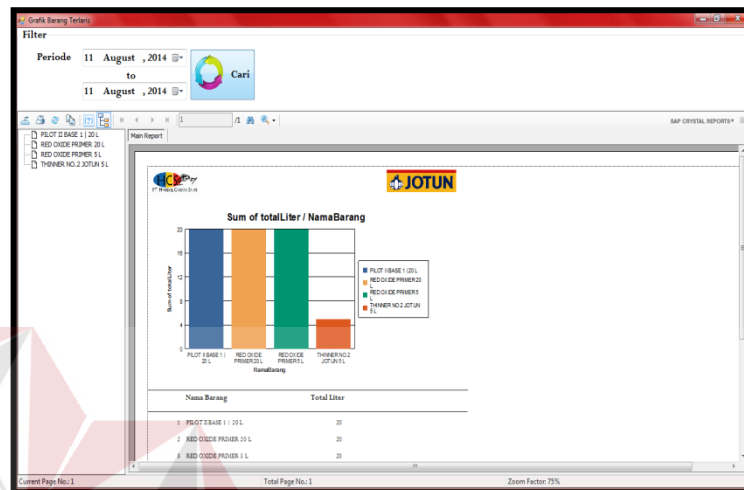 Grafik Barang Terlaris
Filter
Periode 11 August , 2014
to
11 August , 2014
Cari
1 /1
SAP CRYSTAL REPORTS®
PILOT II BASE 1 | 20 L
RED OXIDE PRIMER 20 L
RED OXIDE PRIMER 5 L
THINNER NO.2 JOTUN 5 L
Main Report
JOTUN
Sum of totalLiter / NamaBarang
Sum of totalLiter
20
16
12
8
4
0
PILOT II BASE 1 |
20 L
RED OXIDE
PRIMER 20 L
RED OXIDE
PRIMER 5 L
THINNER NO.2
JOTUN 5 L
NamaBarang
PILOT II BASE 1 | 20 L
RED OXIDE PRIMER 20
L
RED OXIDE PRIMER 5
L
THINNER NO.2 JOTUN
5 L
Nama Barang Total Liter
1 PILOT II BASE 1 | 20 L 20
2 RED OXIDE PRIMER 20 L 20
3 RED OXIDE PRIMER 5 L 20
Current Page No.: 1 Total Page No.: 1 Zoom Factor: 75%